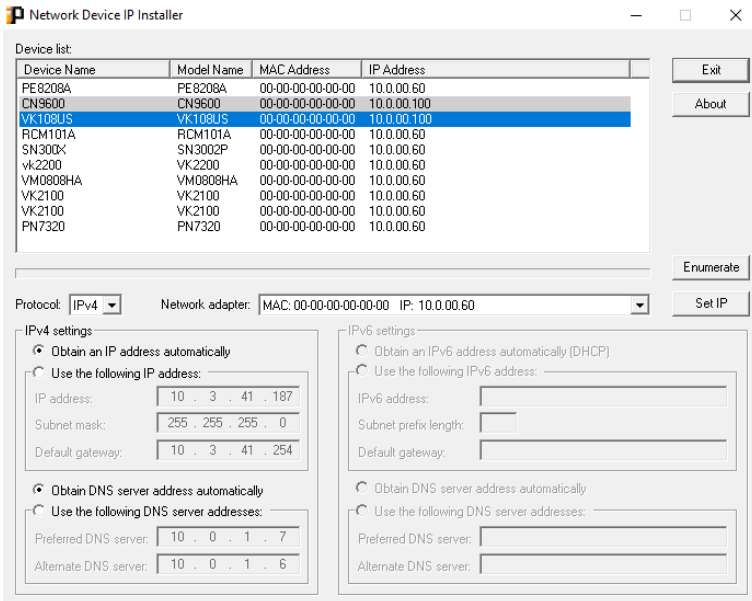 Network Device IP Installer
Device list:
Device Name Model Name MAC Address IP Address
PE8208A PE8208A 00-00-00-00-00-00 10.0.00.60
CN9600 CN9600 00-00-00-00-00-00 10.0.00.100
VK108US VK108US 00-00-00-00-00-00 10.0.00.100
RCM101A RCM101A 00-00-00-00-00-00 10.0.00.60
SN300X SN3002P 00-00-00-00-00-00 10.0.00.60
vk2200 VK2200 00-00-00-00-00-00 10.0.00.60
VM0808HA VM0808HA 00-00-00-00-00-00 10.0.00.60
VK2100 VK2100 00-00-00-00-00-00 10.0.00.60
VK2100 VK2100 00-00-00-00-00-00 10.0.00.60
PN7320 PN7320 00-00-00-00-00-00 10.0.00.60
Exit
About
Enumerate
Protocol: IPv4 Network adapter: MAC: 00-00-00-00-00-00 IP: 10.0.00.60 Set IP
IPv4 settings
Obtain an IP address automatically
Use the following IP address:
IP address: 10 . 3 . 41 . 187
Subnet mask: 255 . 255 . 255 . 0
Default gateway: 10 . 3 . 41 . 254
Obtain DNS server address automatically
Use the following DNS server addresses:
Preferred DNS server: 10 . 0 . 1 . 7
Alternate DNS server: 10 . 0 . 1 . 6
IPv6 settings
Obtain an IPv6 address automatically (DHCP)
Use the following IPv6 address:
IPv6 address:
Subnet prefix length:
Default gateway:
Obtain DNS server address automatically
Use the following DNS server addresses:
Preferred DNS server:
Alternate DNS server: